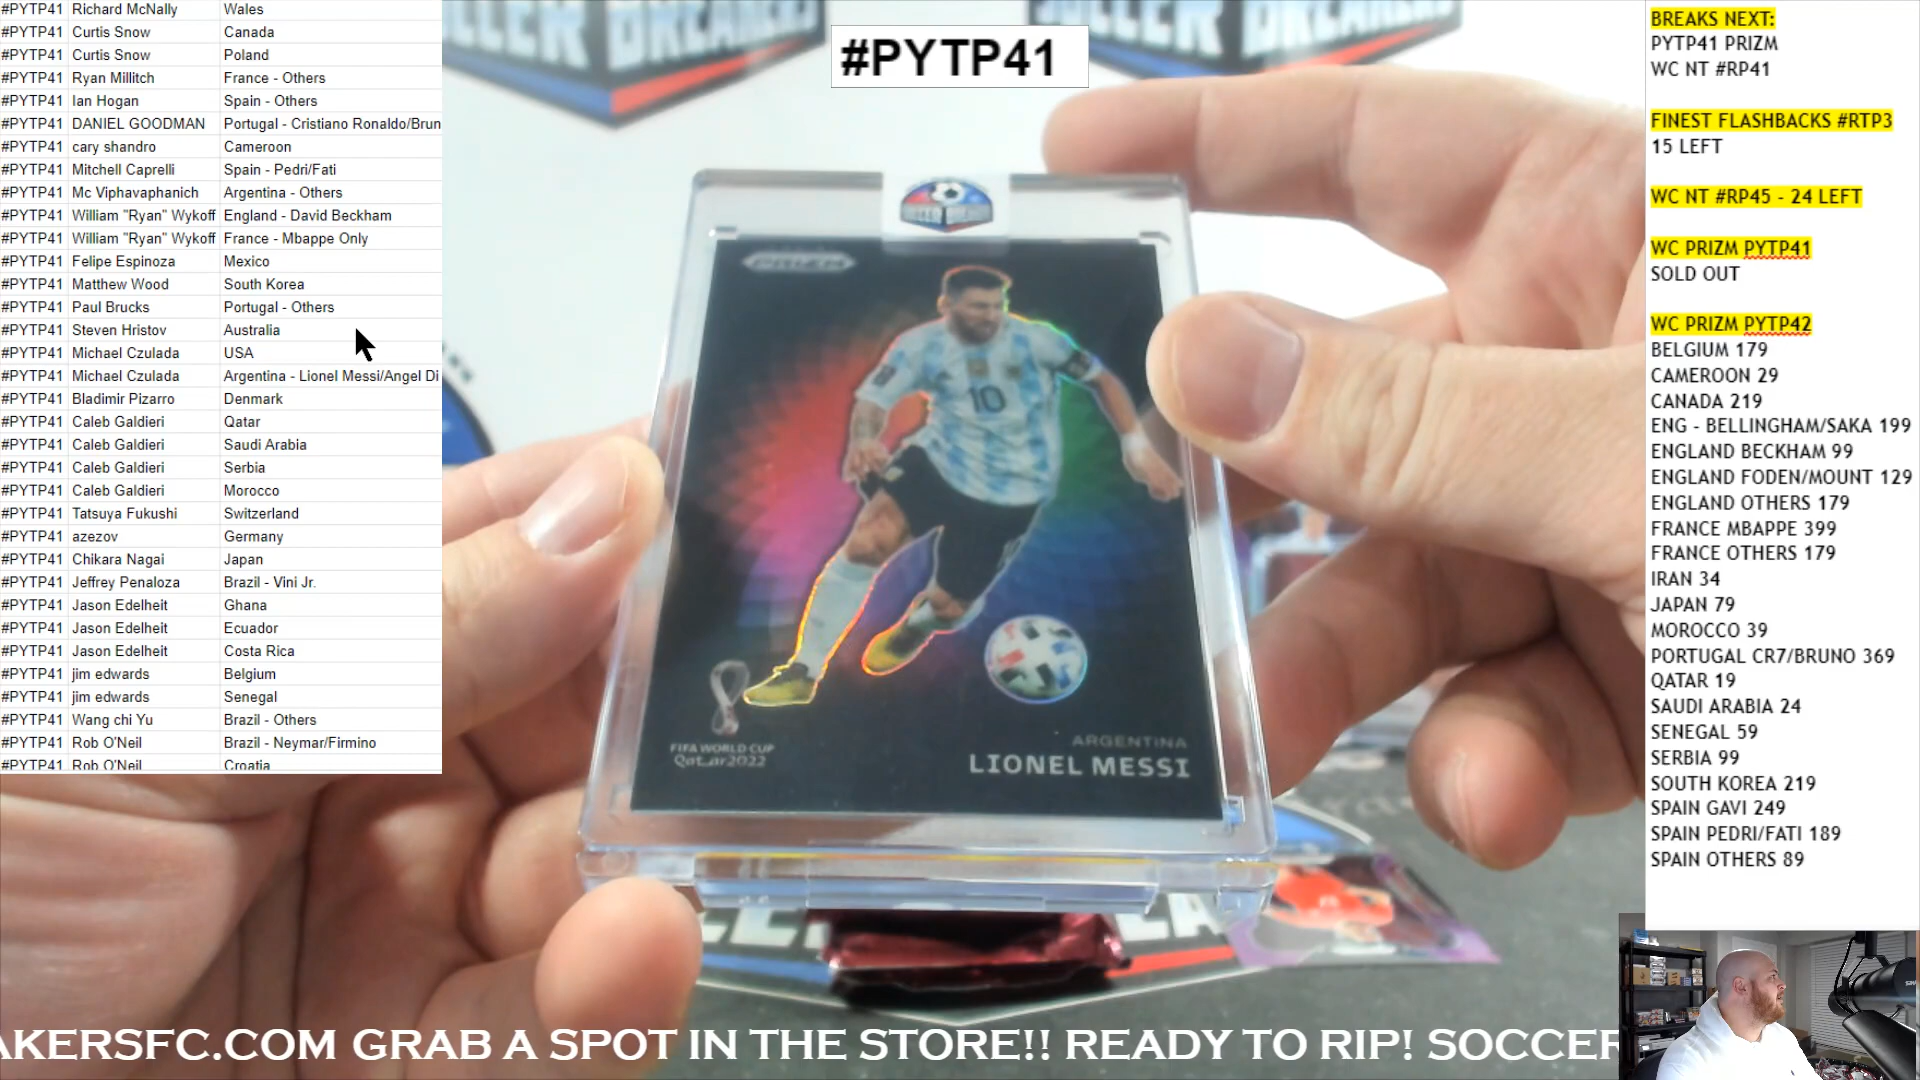 #PYTP41 Richard McNally Wales
#PYTP41 Curtis Snow Canada
#PYTP41 Curtis Snow Poland
#PYTP41 Ryan Millitch France - Others
#PYTP41 Ian Hogan Spain - Others
#PYTP41 DANIEL GOODMAN Portugal - Cristiano Ronaldo/Brun
#PYTP41 cary shandro Cameroon
#PYTP41 Mitchell Caprelli Spain - Pedri/Fati
#PYTP41 Mc Viphavaphanich Argentina - Others
#PYTP41 William "Ryan" Wykoff England - David Beckham
#PYTP41 William "Ryan" Wykoff France - Mbappe Only
#PYTP41 Felipe Espinoza Mexico
#PYTP41 Matthew Wood South Korea
#PYTP41 Paul Brucks Portugal - Others
#PYTP41 Steven Hristov Australia
#PYTP41 Michael Czulada USA
#PYTP41 Michael Czulada Argentina - Lionel Messi/Angel Di
#PYTP41 Bladimir Pizarro Denmark
#PYTP41 Caleb Galdieri Qatar
#PYTP41 Caleb Galdieri Saudi Arabia
#PYTP41 Caleb Galdieri Serbia
#PYTP41 Caleb Galdieri Morocco
#PYTP41 Tatsuya Fukushi Switzerland
#PYTP41 azezov Germany
#PYTP41 Chikara Nagai Japan
#PYTP41 Jeffrey Penaloza Brazil - Vini Jr.
#PYTP41 Jason Edelheit Ghana
#PYTP41 Jason Edelheit Ecuador
#PYTP41 Jason Edelheit Costa Rica
#PYTP41 jim edwards Belgium
#PYTP41 jim edwards Senegal
#PYTP41 Wang chi Yu Brazil - Others
#PYTP41 Rob O'Neil Brazil - Neymar/Firmino
#PYTP41 Rob O'Neil Croatia
SOCCER BREAKERS
#PYTP41
PRIZM
10
FIFA WORLD CUP
Qatar2022
ARGENTINA
LIONEL MESSI
BREAKS NEXT:
PYTP41 PRIZM
WC NT #RP41
FINEST FLASHBACKS #RTP3
15 LEFT
WC NT #RP45 - 24 LEFT
WC PRIZM PYTP41
SOLD OUT
WC PRIZM PYTP42
BELGIUM 179
CAMEROON 29
CANADA 219
ENG - BELLINGHAM/SAKA 199
ENGLAND BECKHAM 99
ENGLAND FODEN/MOUNT 129
ENGLAND OTHERS 179
FRANCE MBAPPE 399
FRANCE OTHERS 179
IRAN 34
JAPAN 79
MOROCCO 39
PORTUGAL CR7/BRUNO 369
QATAR 19
SAUDI ARABIA 24
SENEGAL 59
SERBIA 99
SOUTH KOREA 219
SPAIN GAVI 249
SPAIN PEDRI/FATI 189
SPAIN OTHERS 89
AKERSFC.COM GRAB A SPOT IN THE STORE!! READY TO RIP! SOCCER